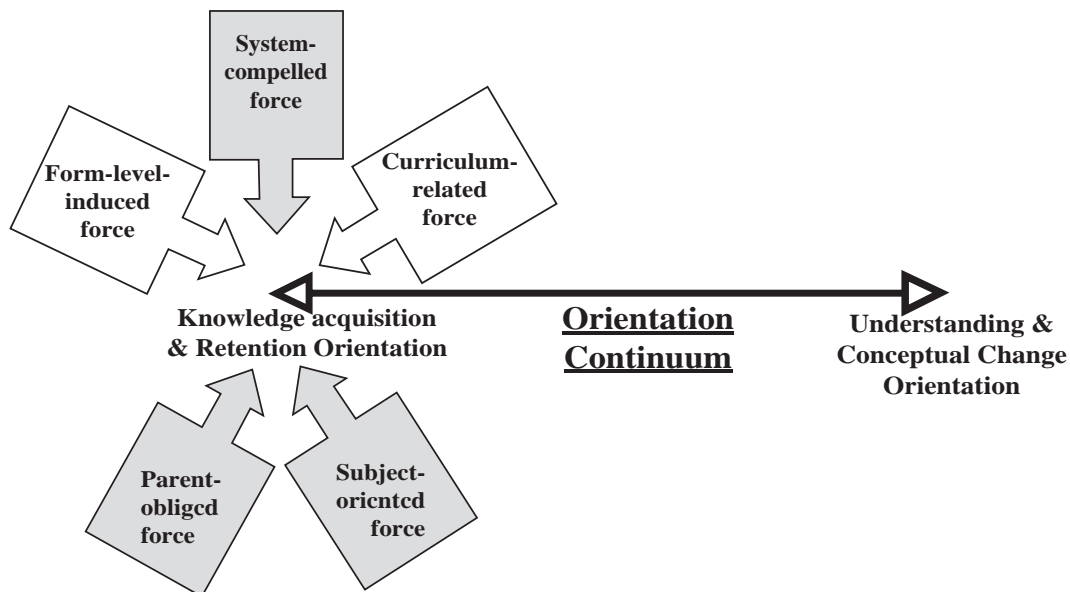 System-
compelled
force
Form-level-
induced
force
Curriculum-
related
force
Knowledge acquisition
& Retention Orientation
Orientation
Continuum
Understanding &
Conceptual Change
Orientation
Parent-
obligcd
force
Subject-
oricntcd
force